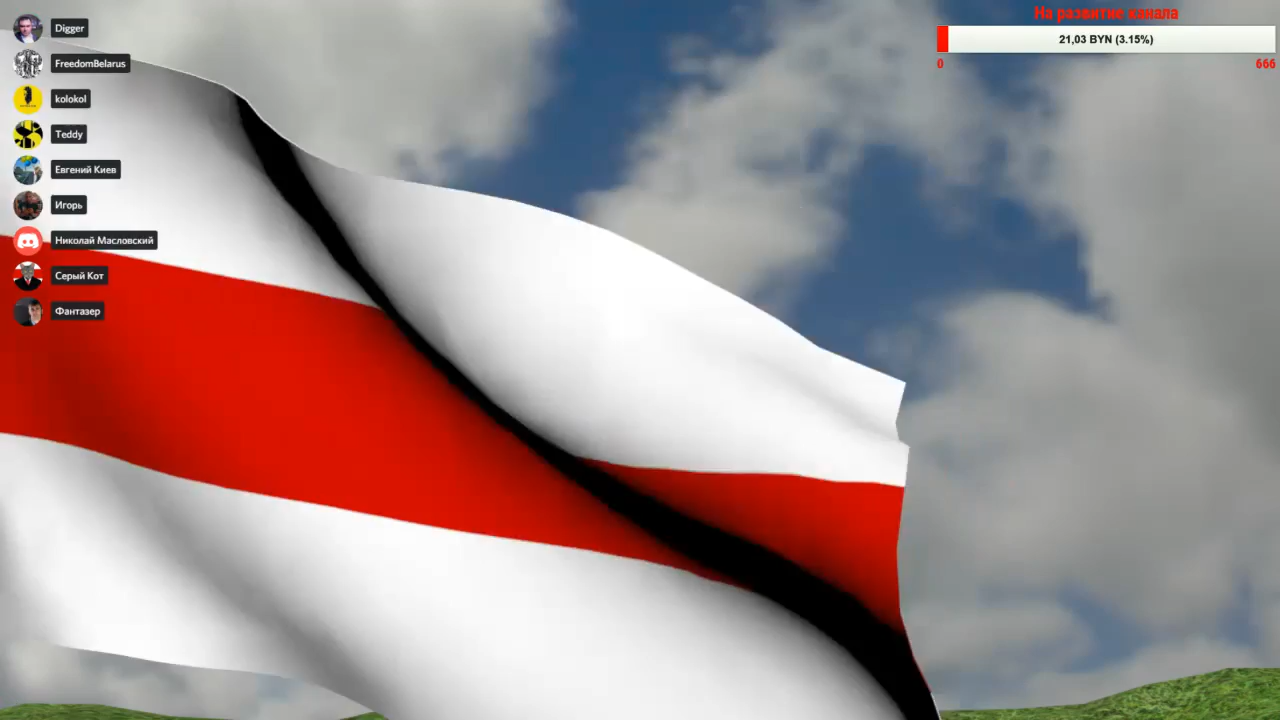 Digger
FreedomBelarus
kolokol
Teddy
Евгений Киев
Игорь
Николай Масловский
Серый Кот
Фантазер
На развитие канала
21,03 BYN (3.15%)
0
666